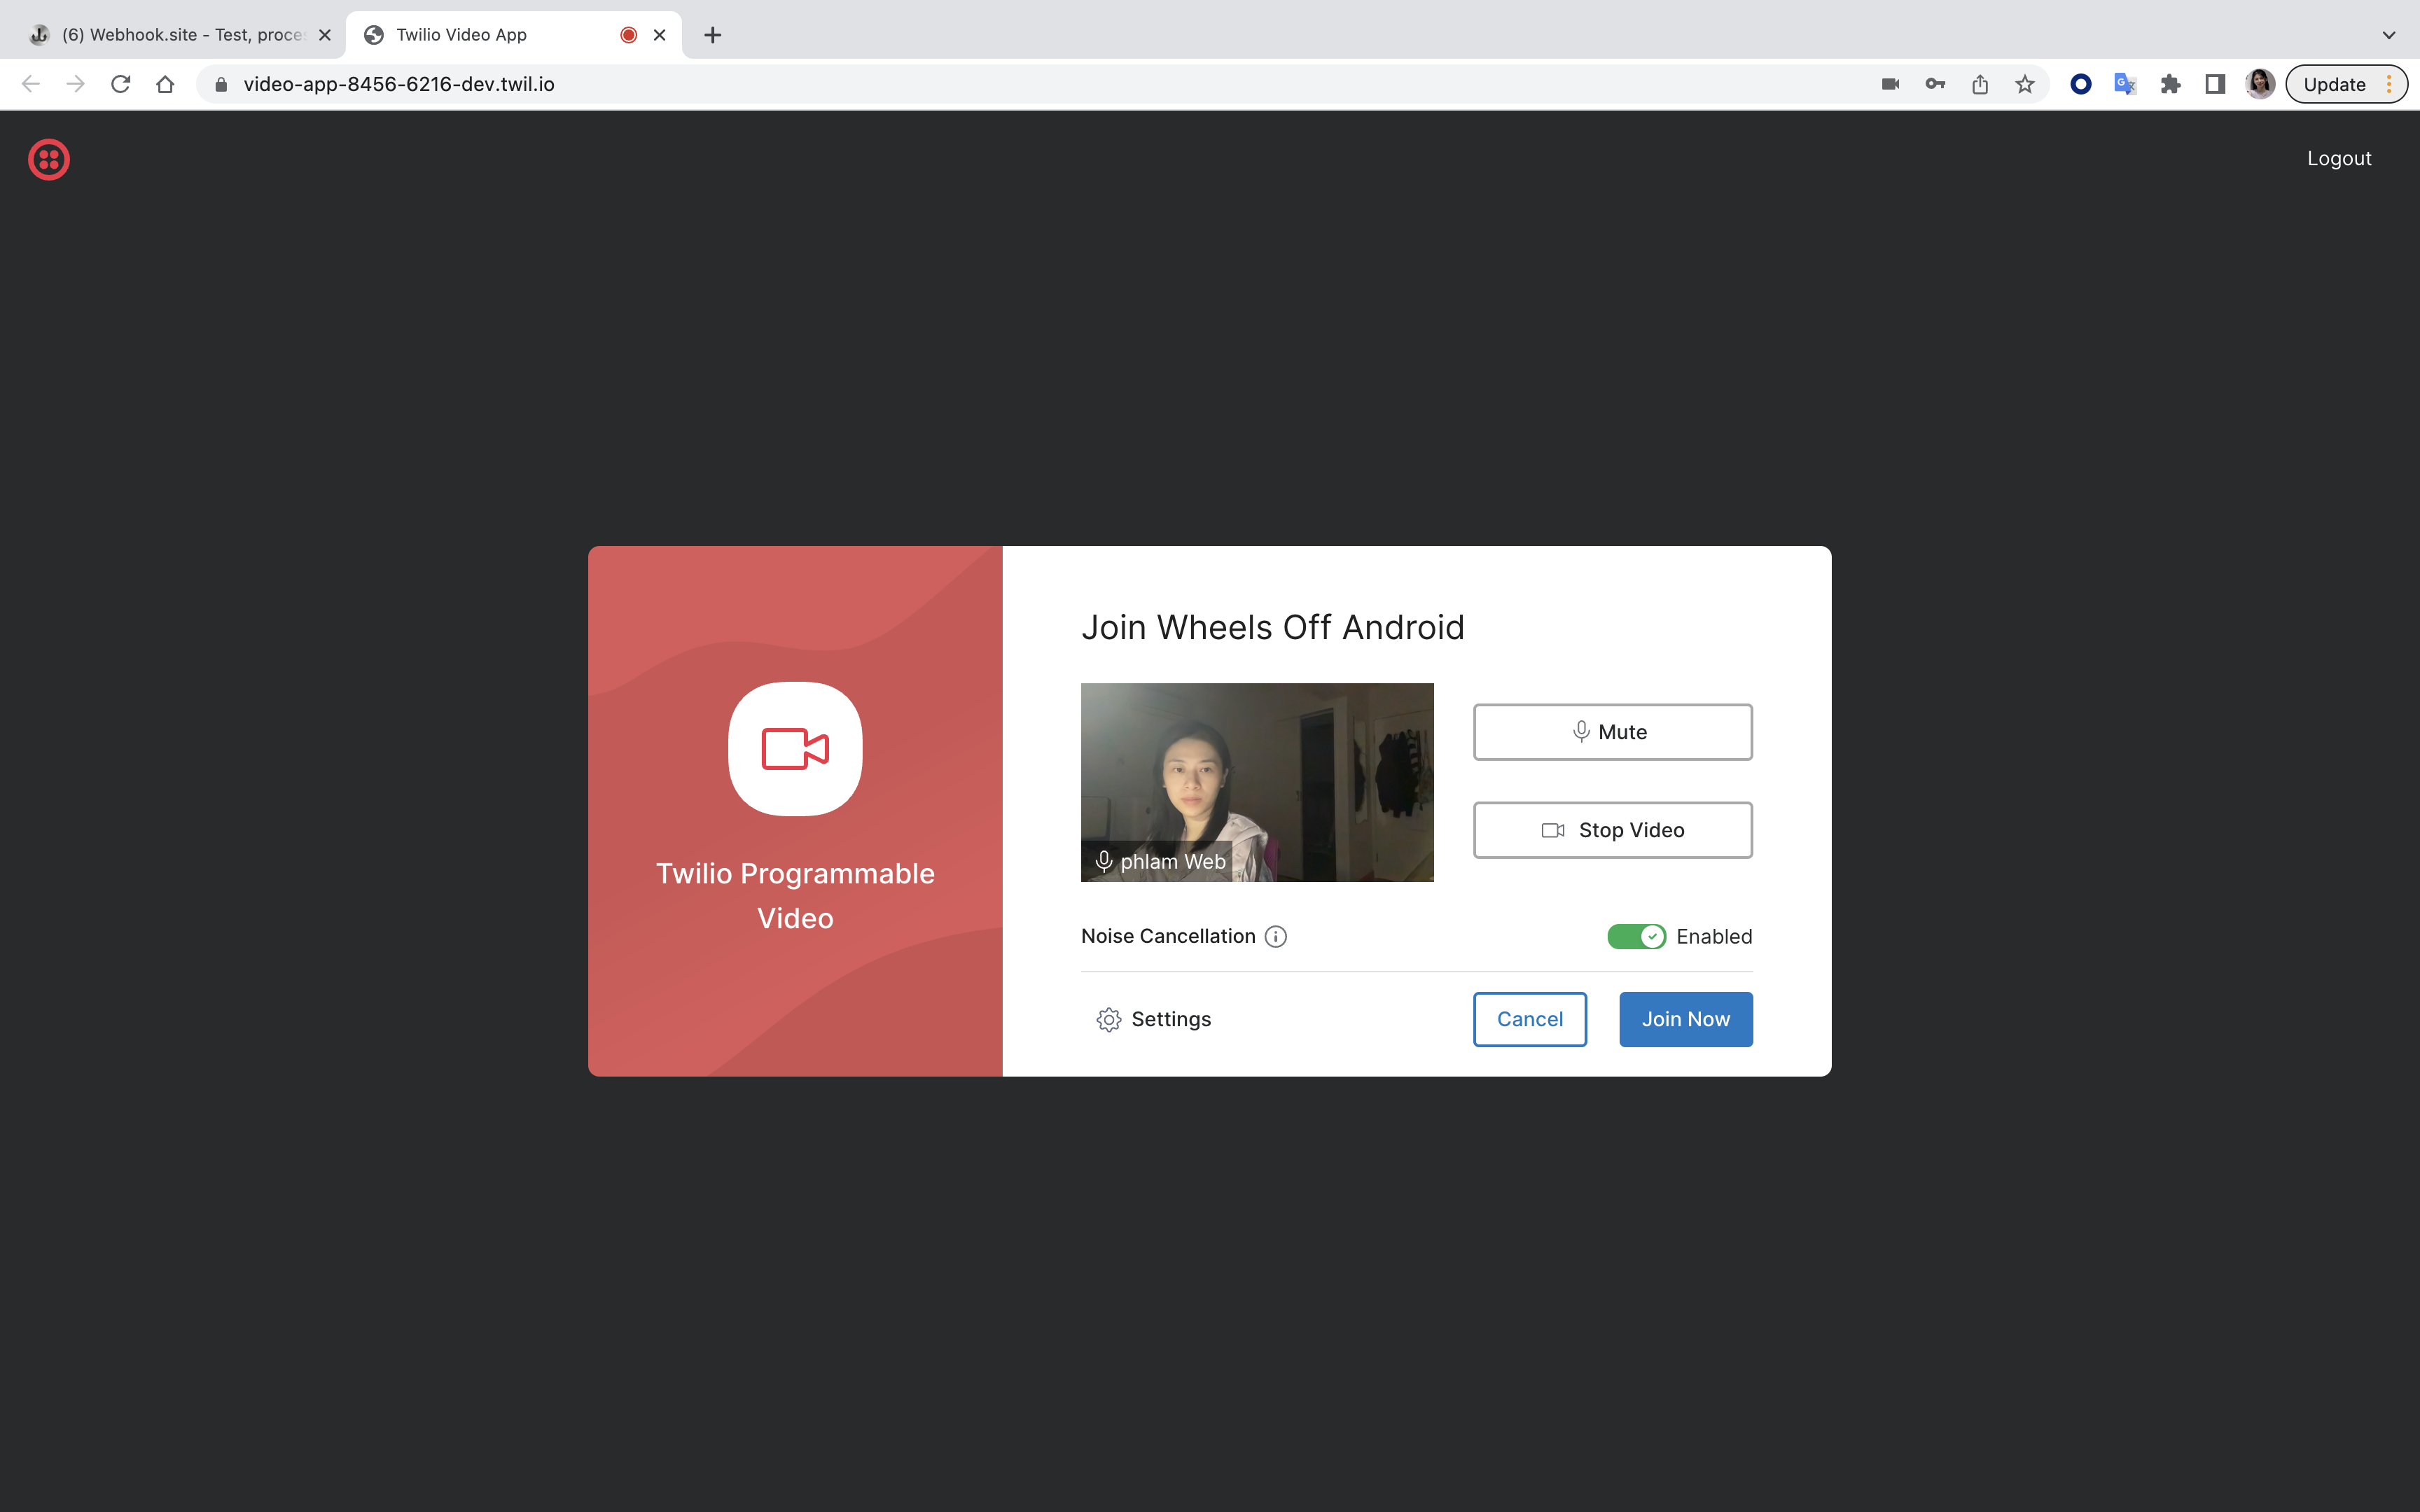 (6) Webhook.site - Test, proce
Twilio Video App
video-app-8456-6216-dev.twil.io
Update
Logout
Twilio Programmable
Video
Join Wheels Off Android
phlam Web
Mute
Stop Video
Noise Cancellation
Enabled
Settings
Cancel
Join Now